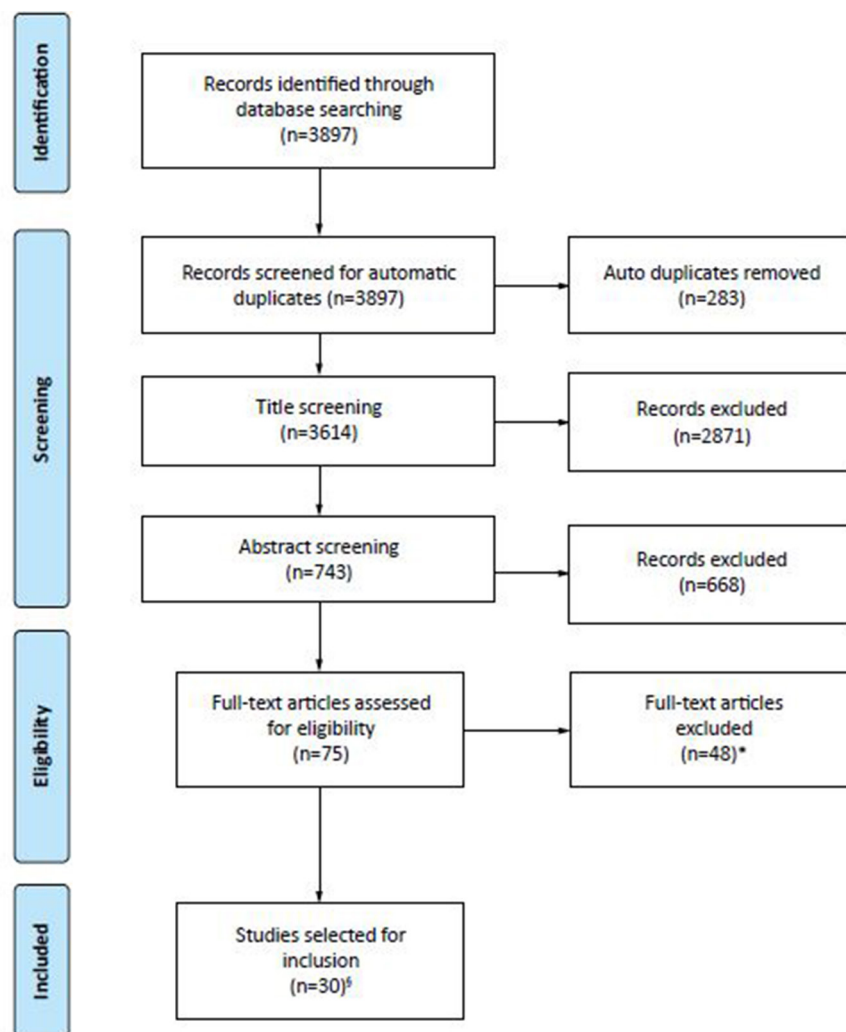 Identification
Records identified through
database searching
(n=3897)
Screening
Records screened for automatic
duplicates (n=3897)
Auto duplicates removed
(n=283)
Title screening
(n=3614)
Records excluded
(n=2871)
Abstract screening
(n=743)
Records excluded
(n=668)
Eligibility
Full-text articles assessed
for eligibility
(n=75)
Full-text articles
excluded
(n=48)*
Included
Studies selected for
inclusion
(n=30)§